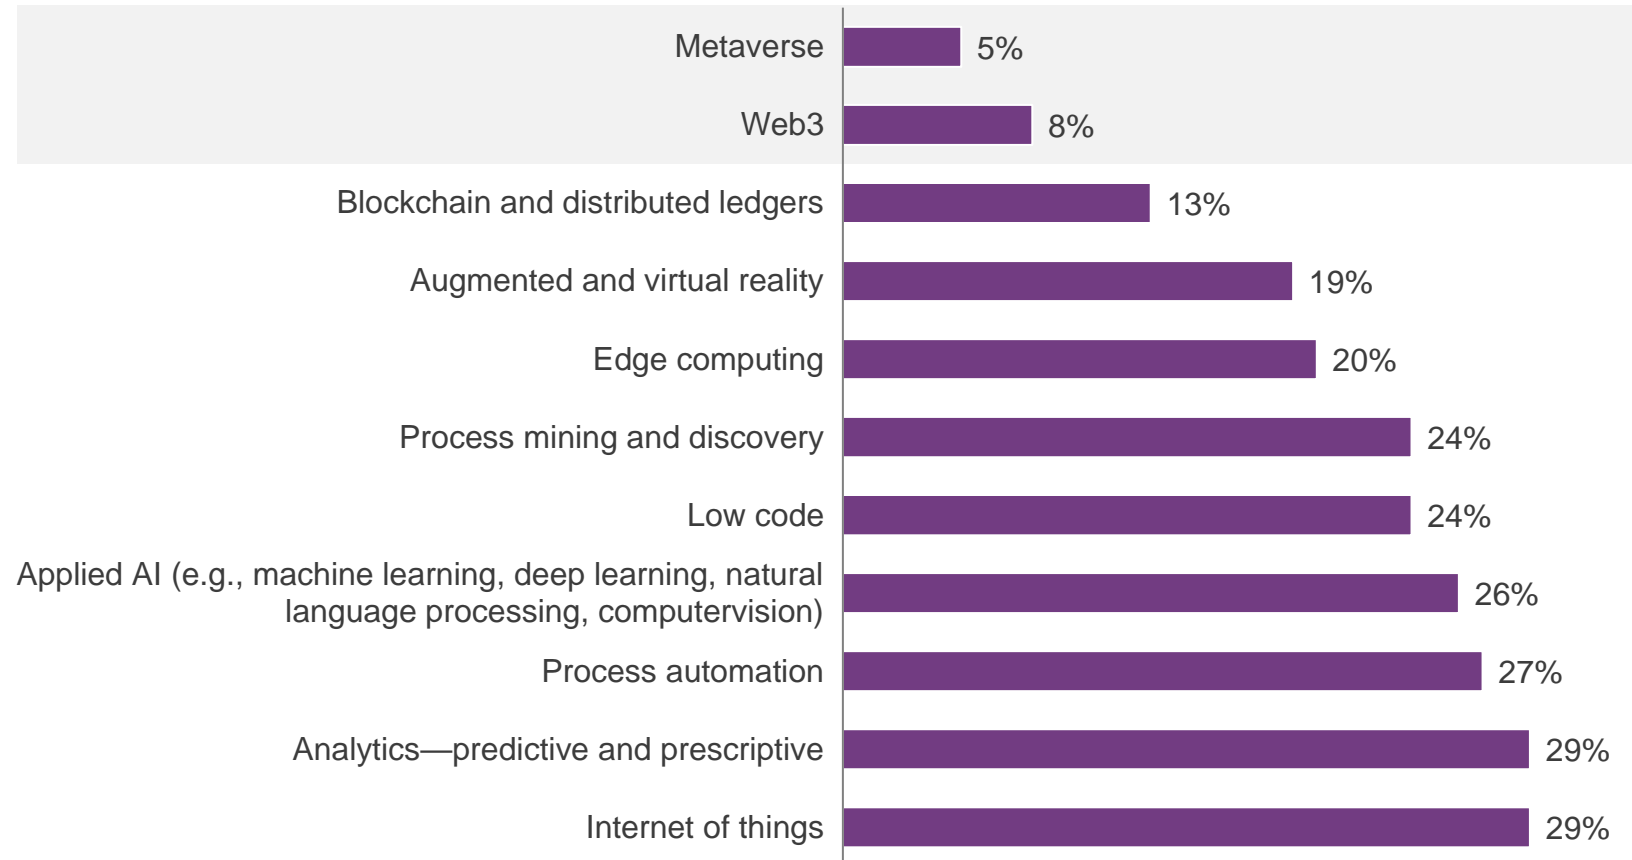 Metaverse 5%
Web3 8%
Blockchain and distributed ledgers 13%
Augmented and virtual reality 19%
Edge computing 20%
Process mining and discovery 24%
Low code 24%
Applied AI (e.g., machine learning, deep learning, natural
language processing, computervision) 26%
Process automation 27%
Analytics—predictive and prescriptive 29%
Internet of things 29%